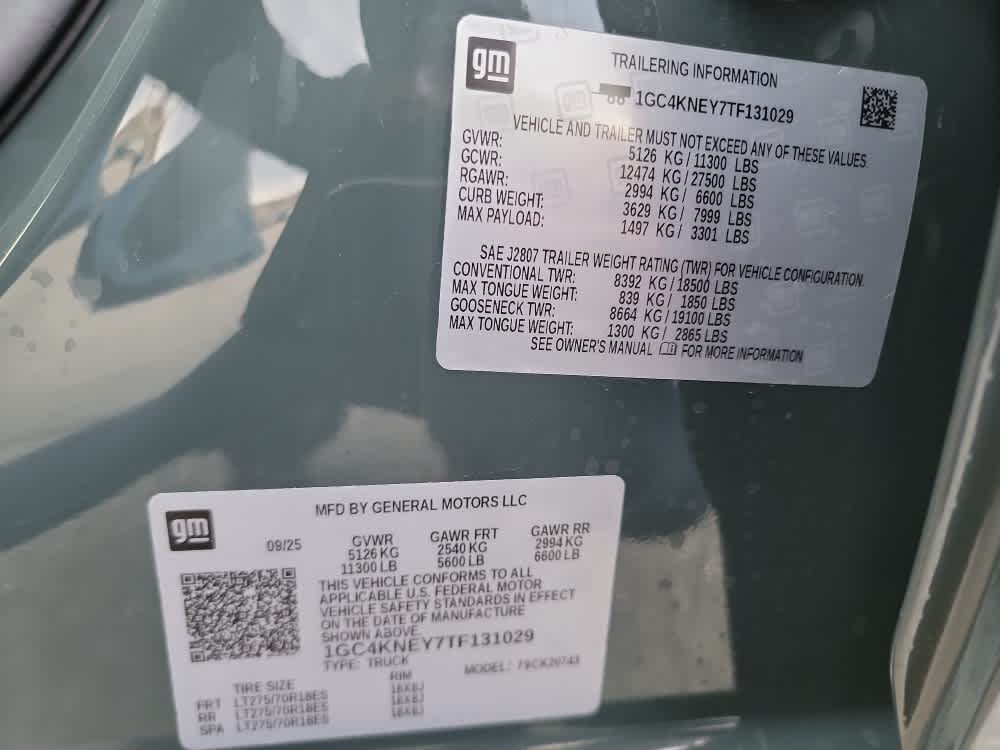 gm
TRAILERING INFORMATION
1GC4KNEY7TF131029
VEHICLE AND TRAILER MUST NOT EXCEED ANY OF THESE VALUES
GVWR: 5126 KG / 11300 LBS
GCWR: 12474 KG / 27500 LBS
RGAWR: 2994 KG / 6600 LBS
CURB WEIGHT: 3629 KG / 7999 LBS
MAX PAYLOAD: 1497 KG / 3301 LBS
SAE J2807 TRAILER WEIGHT RATING (TWR) FOR VEHICLE CONFIGURATION
CONVENTIONAL TWR: 8392 KG / 18500 LBS
MAX TONGUE WEIGHT: 839 KG / 1850 LBS
GOOSENECK TWR: 8664 KG / 19100 LBS
MAX TONGUE WEIGHT: 1300 KG / 2865 LBS
SEE OWNER'S MANUAL FOR MORE INFORMATION
gm
MFD BY GENERAL MOTORS LLC
09/25 GVWR GAWR FRT GAWR RR
5126 KG 2540 KG 2994 KG
11300 LB 5600 LB 6600 LB
THIS VEHICLE CONFORMS TO ALL
APPLICABLE U.S. FEDERAL MOTOR
VEHICLE SAFETY STANDARDS IN EFFECT
ON THE DATE OF MANUFACTURE
SHOWN ABOVE.
1GC4KNEY7TF131029
TYPE: TRUCK MODEL:
TIRE SIZE RIM
FRT LT275/70R18ES 18X8J
RR LT275/70R18ES 18X8J
SPA LT275/70R18ES 18X8J